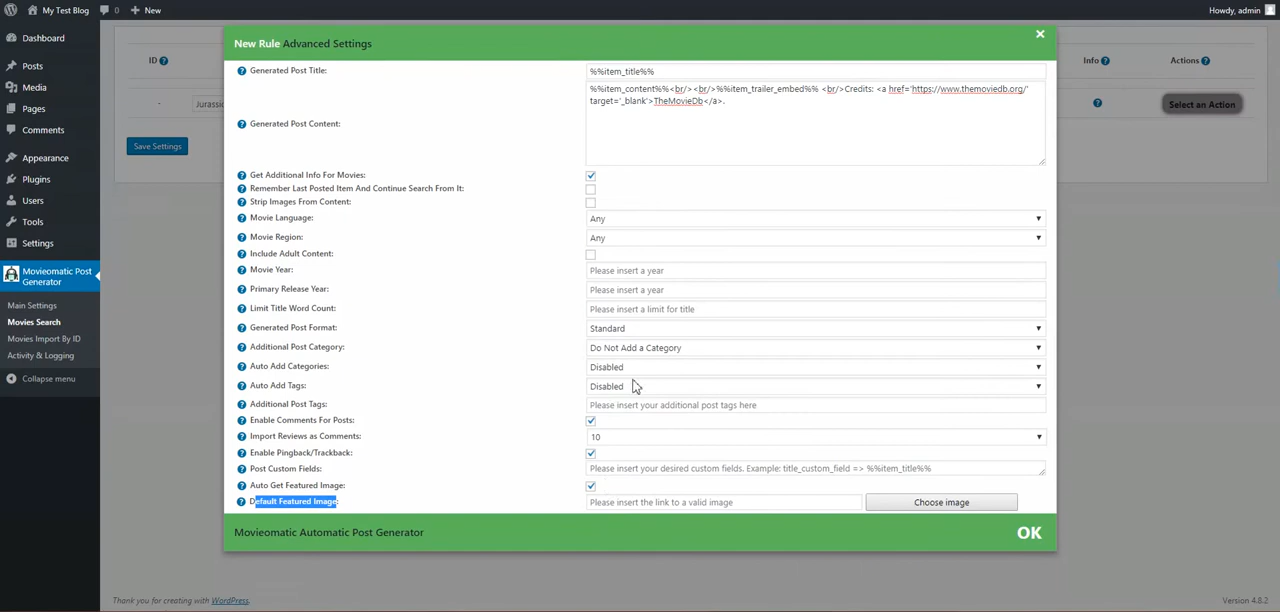 My Test Blog
0
New
Howdy, admin
Dashboard
Posts
Media
Pages
Comments
Appearance
Plugins
Users
Tools
Settings
Movieomatic Post
Generator
Main Settings
Movies Search
Movies Import By ID
Activity & Logging
Collapse menu
ID
Jurassic
Save Settings
Info
Actions
Select an Action
New Rule Advanced Settings
Generated Post Title:
%%item_title%%
Generated Post Content:
%%item_content%%<br/><br/>%%item_trailer_embed%% <br/>Credits: <a href='https://www.themoviedb.org/'
target='_blank'>TheMovieDb</a>.
Get Additional Info For Movies:
Remember Last Posted Item And Continue Search From It:
Strip Images From Content:
Movie Language:
Any
Movie Region:
Any
Include Adult Content:
Movie Year:
Please insert a year
Primary Release Year:
Please insert a year
Limit Title Word Count:
Please insert a limit for title
Generated Post Format:
Standard
Additional Post Category:
Do Not Add a Category
Auto Add Categories:
Disabled
Auto Add Tags:
Disabled
Additional Post Tags:
Please insert your additional post tags here
Enable Comments For Posts:
Import Reviews as Comments:
10
Enable Pingback/Trackback:
Post Custom Fields:
Please insert your desired custom fields. Example: title_custom_field => %%item_title%%
Auto Get Featured Image:
Default Featured Image:
Please insert the link to a valid image
Choose image
Movieomatic Automatic Post Generator
OK
Thank you for creating with WordPress.
Version 4.8.2